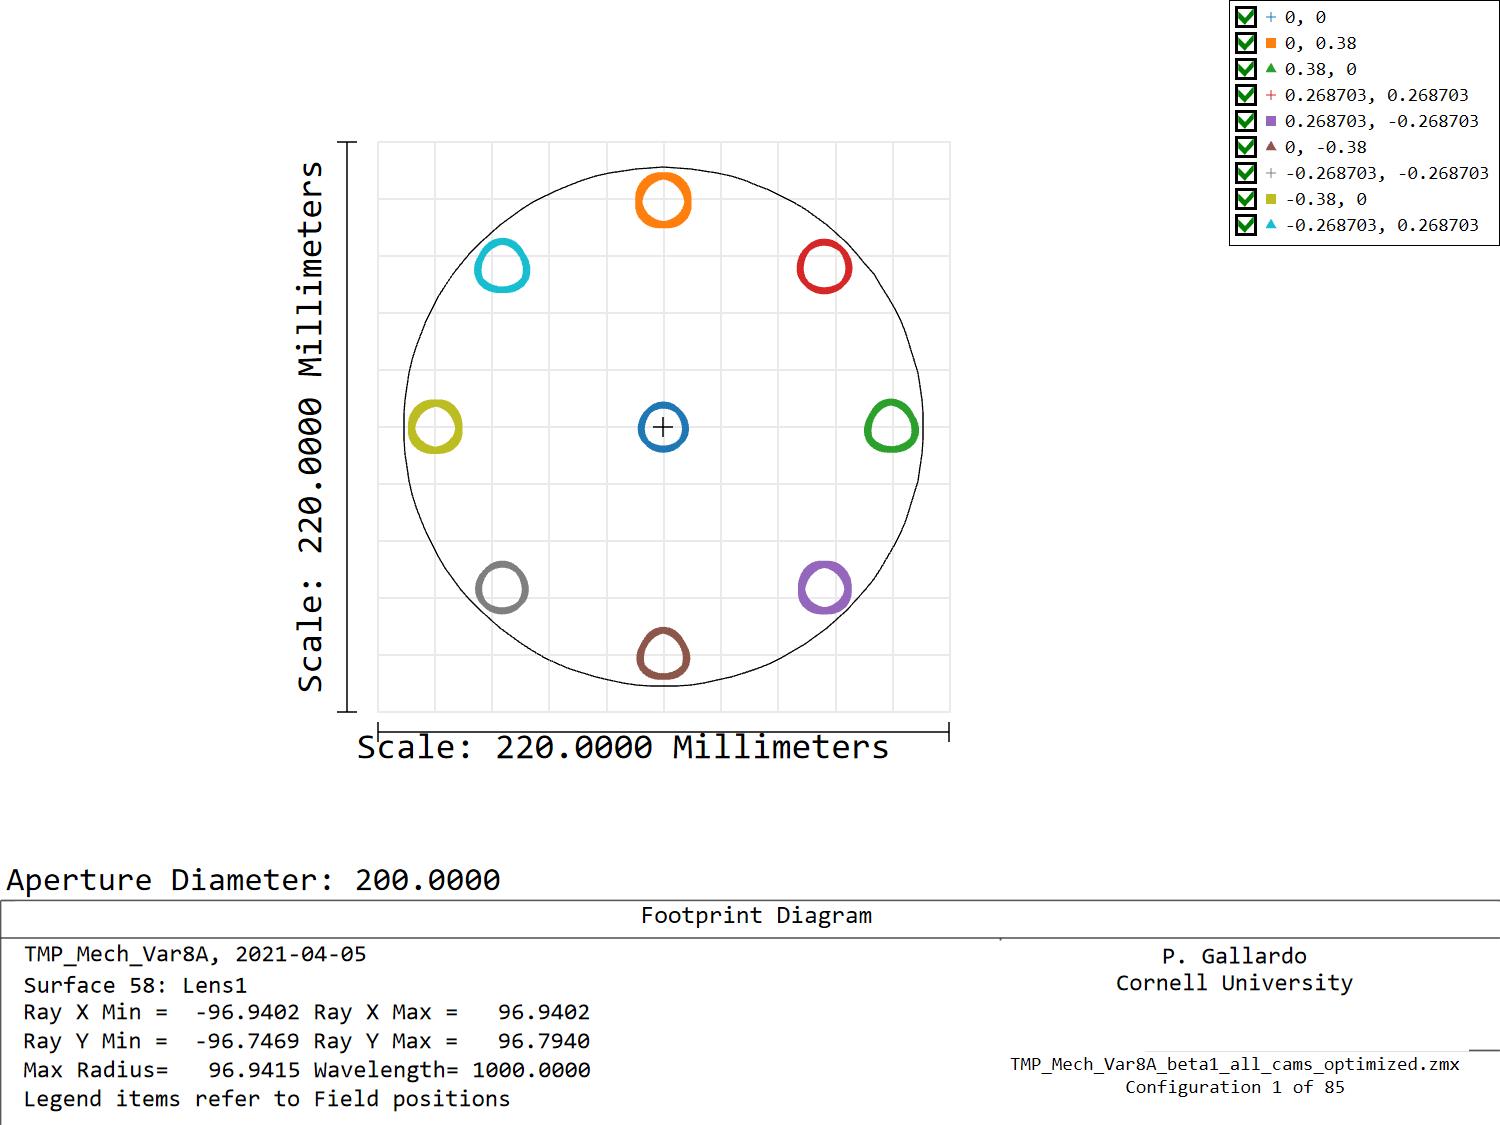 0, 0
0, 0.38
0.38, 0
0.268703, 0.268703
0.268703, -0.268703
0, -0.38
-0.268703, -0.268703
-0.38, 0
-0.268703, 0.268703
Scale: 220.0000 Millimeters
Scale: 220.0000 Millimeters
Aperture Diameter: 200.0000
Footprint Diagram
TMP_Mech_Var8A, 2021-04-05
Surface 58: Lens1
Ray X Min = -96.9402 Ray X Max = 96.9402
Ray Y Min = -96.7469 Ray Y Max = 96.7940
Max Radius= 96.9415 Wavelength= 1000.0000
Legend items refer to Field positions
P. Gallardo
Cornell University
TMP_Mech_Var8A_beta1_all_cams_optimized.zmx
Configuration 1 of 85